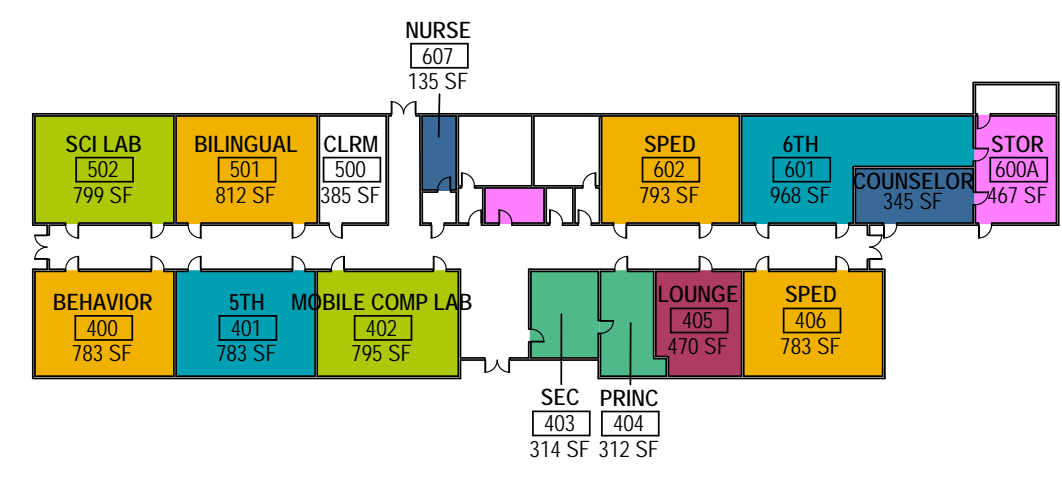 NURSE
607
135 SF
SCI LAB
502
799 SF
BILINGUAL
501
812 SF
CLRM
500
385 SF
SPED
602
793 SF
6TH
601
968 SF
COUNSELOR
345 SF
STOR
600A
467 SF
BEHAVIOR
400
783 SF
5TH
401
783 SF
MOBILE COMP LAB
402
795 SF
LOUNGE
405
470 SF
SPED
406
783 SF
SEC
403
314 SF
PRINC
404
312 SF